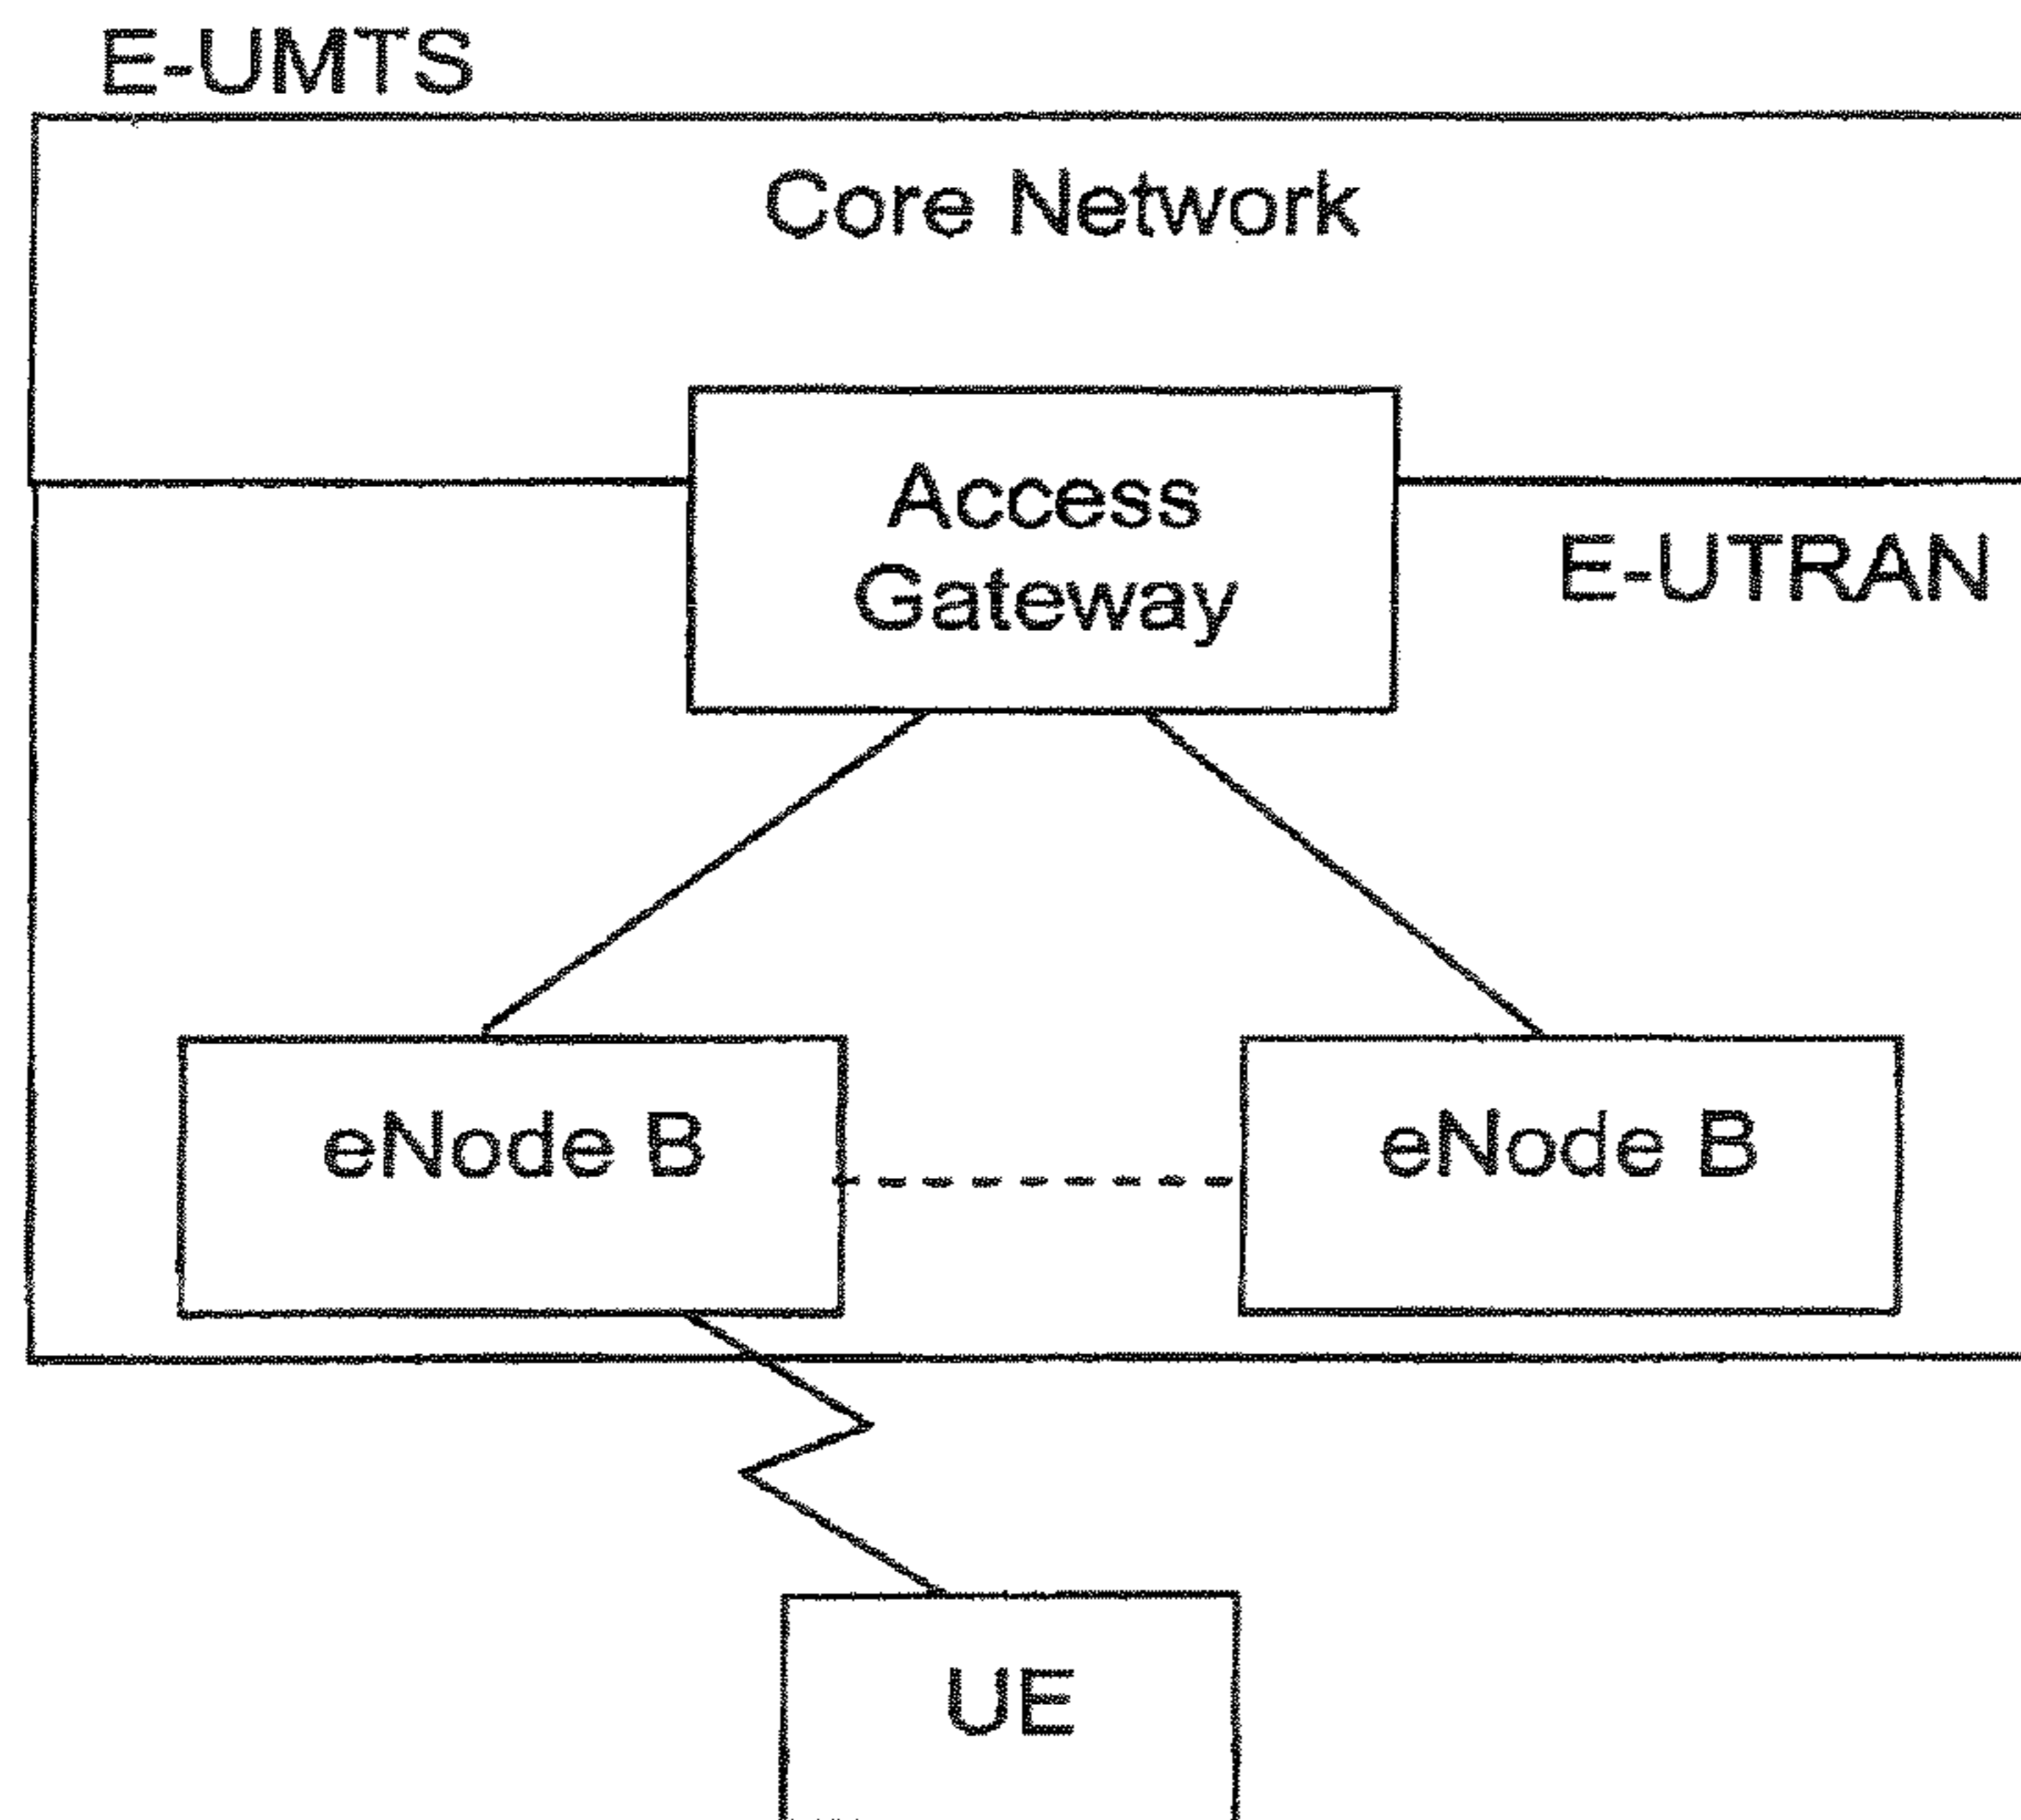 E-UMTS
Core Network
Access
Gateway
E-UTRAN
eNode B
eNode B
UE